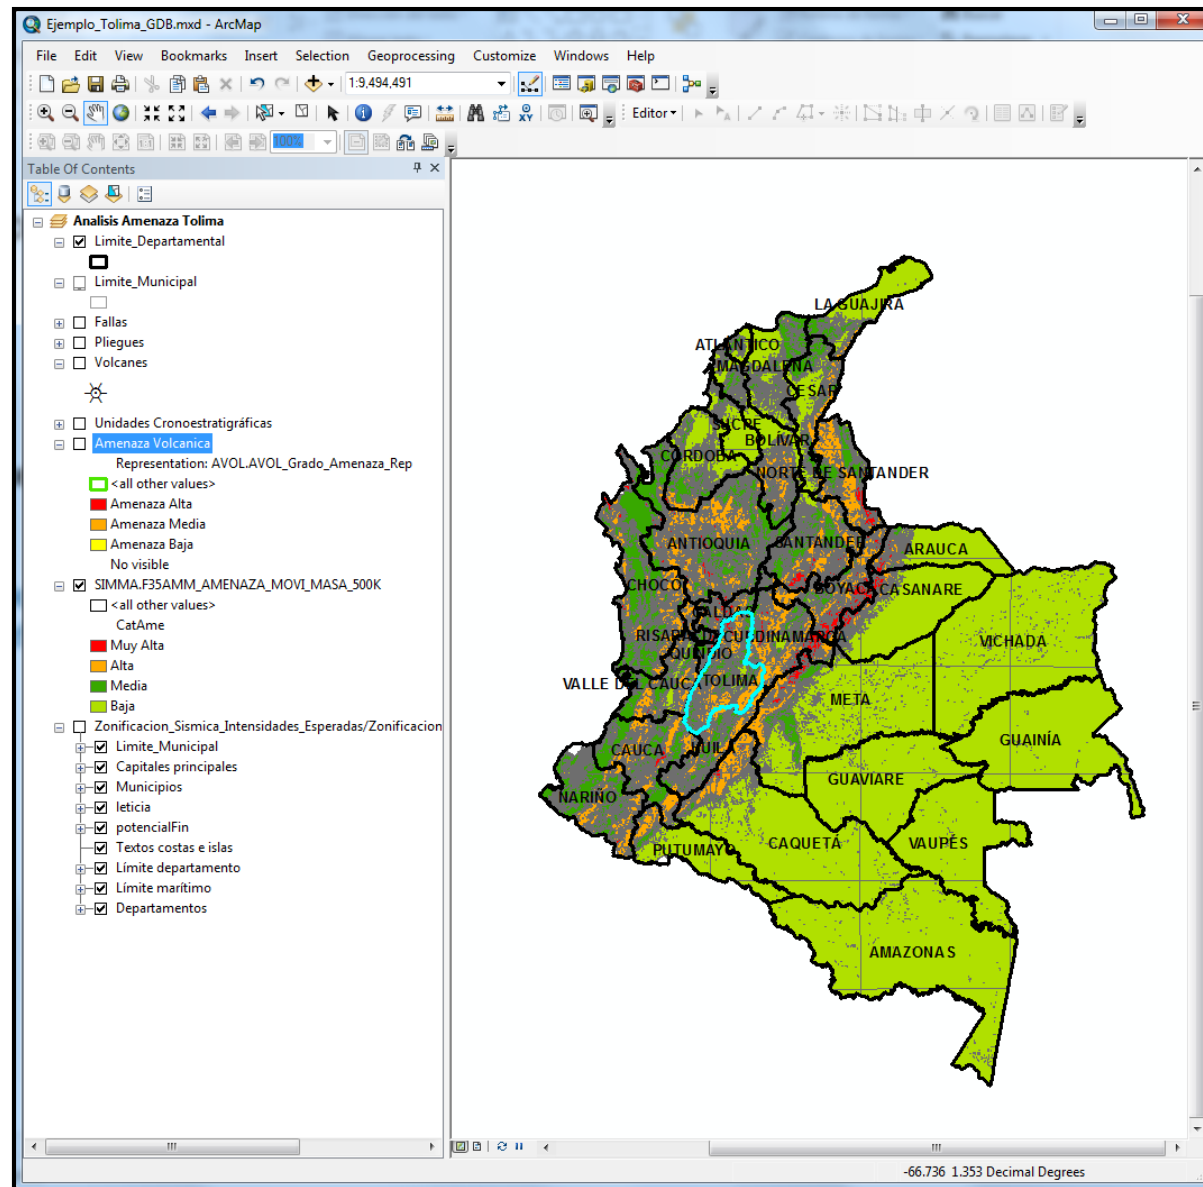 Ejemplo_Tolima_GDB.mxd - ArcMap
File Edit View Bookmarks Insert Selection Geoprocessing Customize Windows Help
1:9,494,491
Editor
100%
Table Of Contents
Analisis Amenaza Tolima
Limite_Departamental
Limite_Municipal
Fallas
Pliegues
Volcanes
Unidades Cronoestratigráficas
Amenaza Volcanica
Representation: AVOL.AVOL_Grado_Amenaza_Rep
<all other values>
Amenaza Alta
Amenaza Media
Amenaza Baja
No visible
SIMMA.F35AMM_AMENAZA_MOVI_MASA_500K
<all other values>
CatAme
Muy Alta
Alta
Media
Baja
Zonificacion_Sismica_Intensidades_Esperadas/Zonificacion
Limite_Municipal
Capitales principales
Municipios
leticia
potencialFin
Textos costas e islas
Límite departamento
Límite marítimo
Departamentos
LA GUAJIRA
ATLÁNTICO
MAGDALENA
CESAR
SUCRE
BOLÍVAR
CÓRDOBA
NORTE DE SANTANDER
ANTIOQUIA
SANTANDER
ARAUCA
CHOCÓ
BOYACÁ
CASANARE
CALDAS
RISARALDA
CUNDINAMARCA
VICHADA
QUINDIO
VALLE DEL CAUCA
TOLIMA
META
GUAINÍA
CAUCA
HUILA
GUAVIARE
NARIÑO
CAQUETÁ
VAUPÉS
PUTUMAYO
AMAZONAS
-66.736 1.353 Decimal Degrees